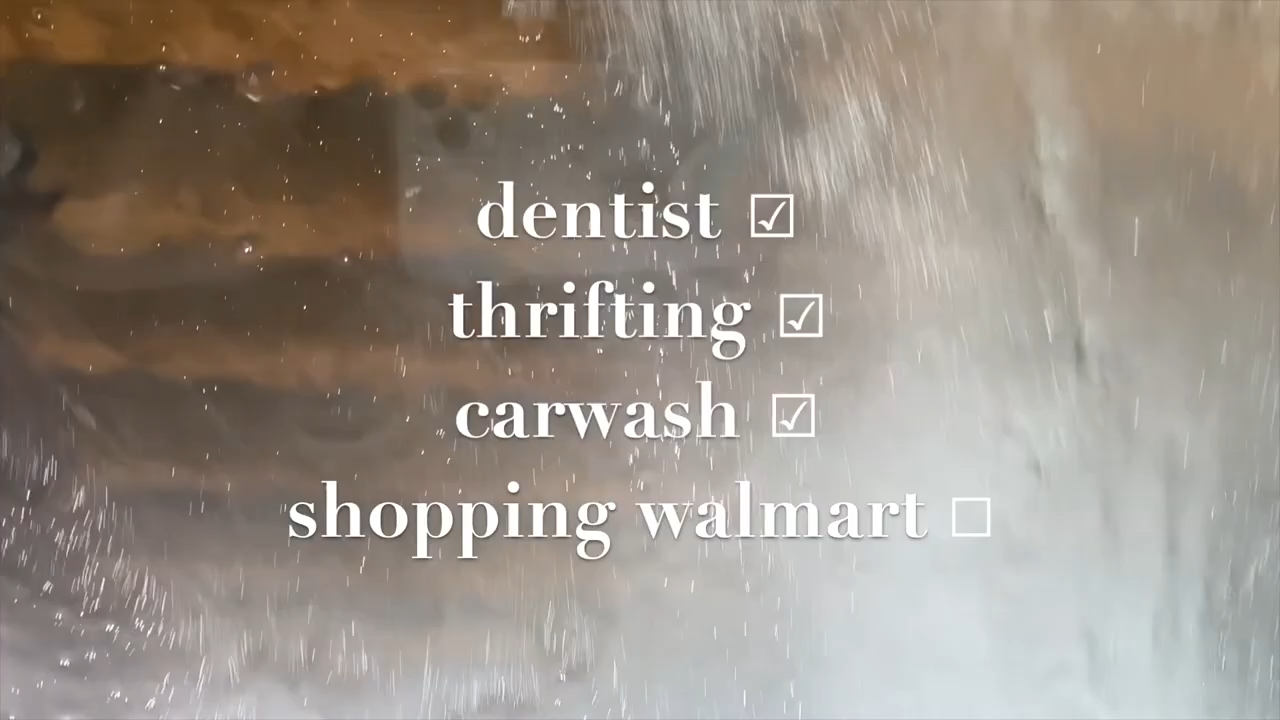 dentist ☑
thrifting ☑
carwash ☑
shopping walmart ☐